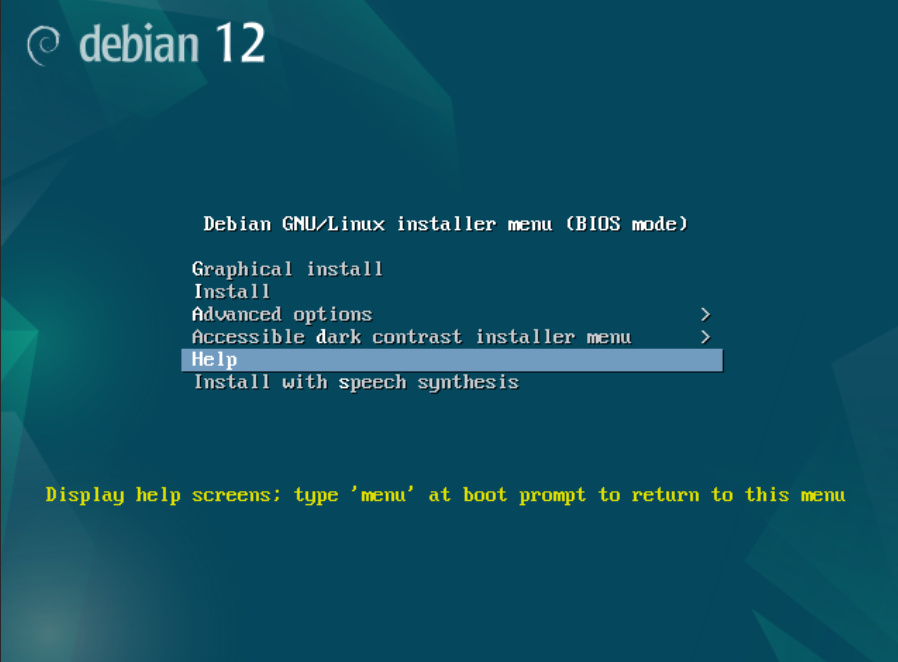 debian 12
Debian GNU/Linux installer menu (BIOS mode)
Graphical install
Install
Advanced options >
Accessible dark contrast installer menu >
Help
Install with speech synthesis
Display help screens; type 'menu' at boot prompt to return to this menu